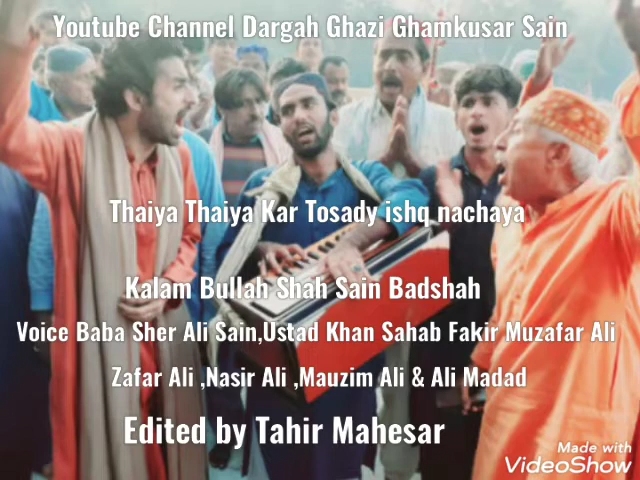 Youtube Channel Dargah Ghazi Ghamkusar Sain
Thaiya Thaiya Kar Tosady ishq nachaya
Kalam Bullah Shah Sain Badshah
Voice Baba Sher Ali Sain,Ustad Khan Sahab Fakir Muzafar Ali
Zafar Ali ,Nasir Ali ,Mauzim Ali & Ali Madad
Edited by Tahir Mahesar
Made with
VideoShow